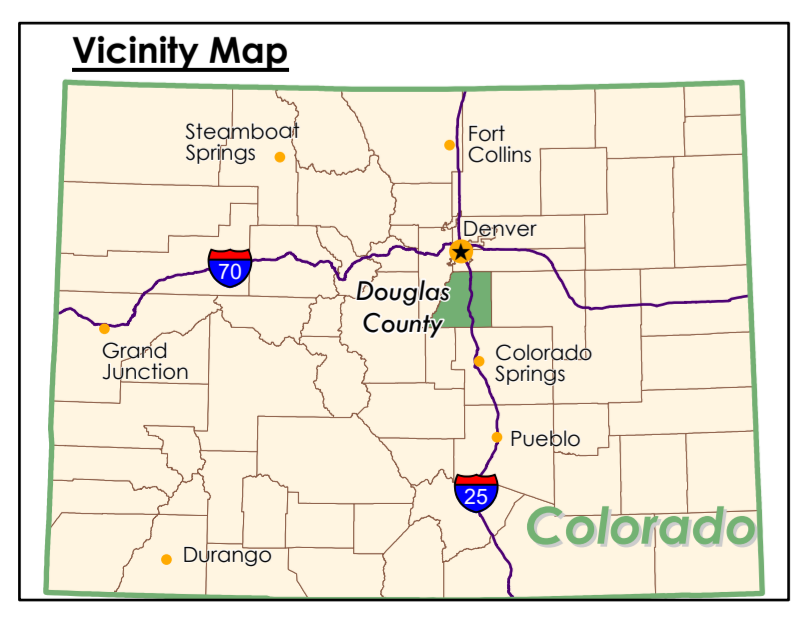 Vicinity Map
Steamboat
Springs
Fort
Collins
Denver
70
Douglas
County
Grand
Junction
Colorado
Springs
Pueblo
25
Colorado
Durango